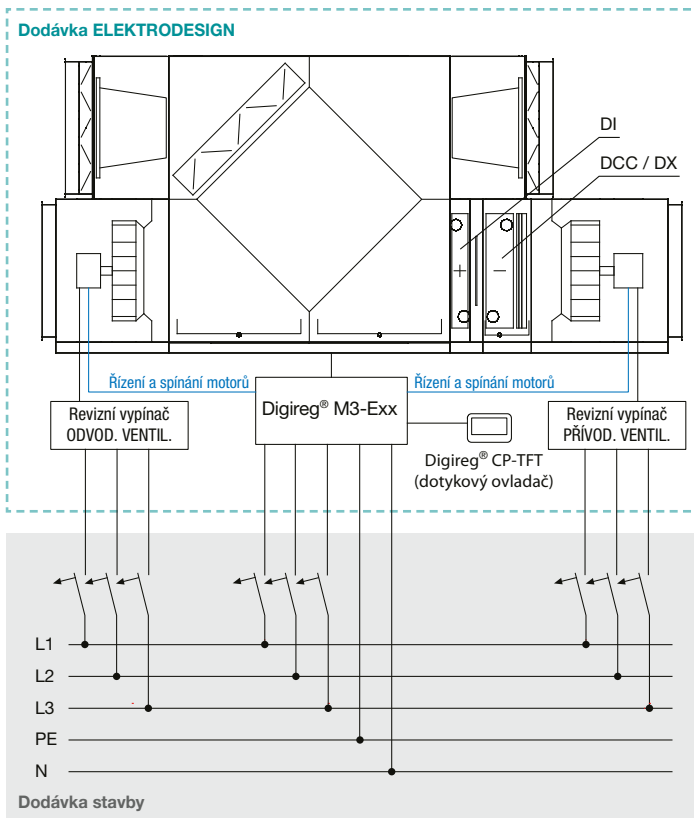 Dodávka ELEKTRODESIGN
DI
DCC / DX
+
−
Řízení a spínání motorů
Řízení a spínání motorů
Revizní vypínač
ODVOD. VENTIL.
Digireg® M3-Exx
Revizní vypínač
PŘÍVOD. VENTIL.
Digireg® CP-TFT
(dotykový ovladač)
L1
L2
L3
PE
N
Dodávka stavby